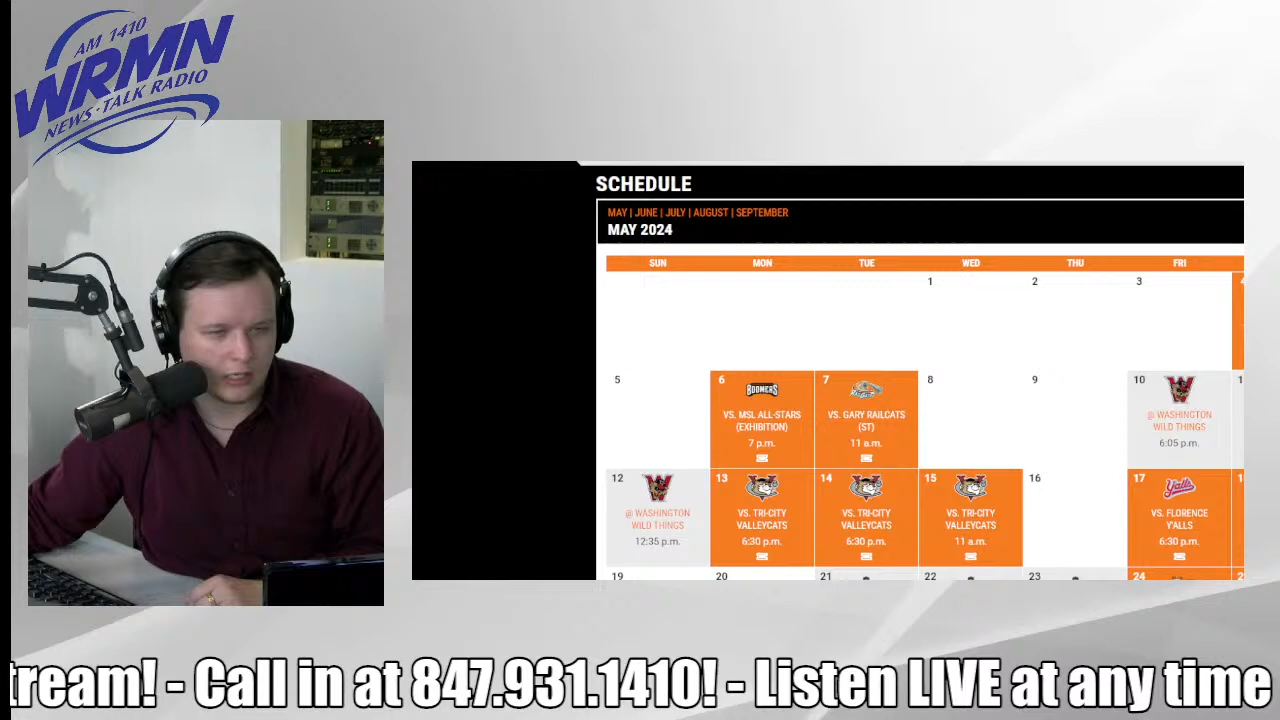 AM 1410
WRMN
NEWS·TALK RADIO
SCHEDULE
MAY | JUNE | JULY | AUGUST | SEPTEMBER
MAY 2024
SUN MON TUE WED THU FRI
1 2 3 4
5 6 7 8 9 10 1
BOOMERS
VS. MSL ALL-STARS
(EXHIBITION)
7 p.m.
VS. GARY RAILCATS
(ST)
11 a.m.
W
@ WASHINGTON
WILD THINGS
6:05 p.m.
12 13 14 15 16 17 1
W
@ WASHINGTON
WILD THINGS
12:35 p.m.
VS. TRI-CITY
VALLEYCATS
6:30 p.m.
VS. TRI-CITY
VALLEYCATS
6:30 p.m.
VS. TRI-CITY
VALLEYCATS
11 a.m.
Y'alls
VS. FLORENCE
Y'ALLS
6:30 p.m.
19 20 21 22 23 24 2
tream! - Call in at 847.931.1410! - Listen LIVE at any time